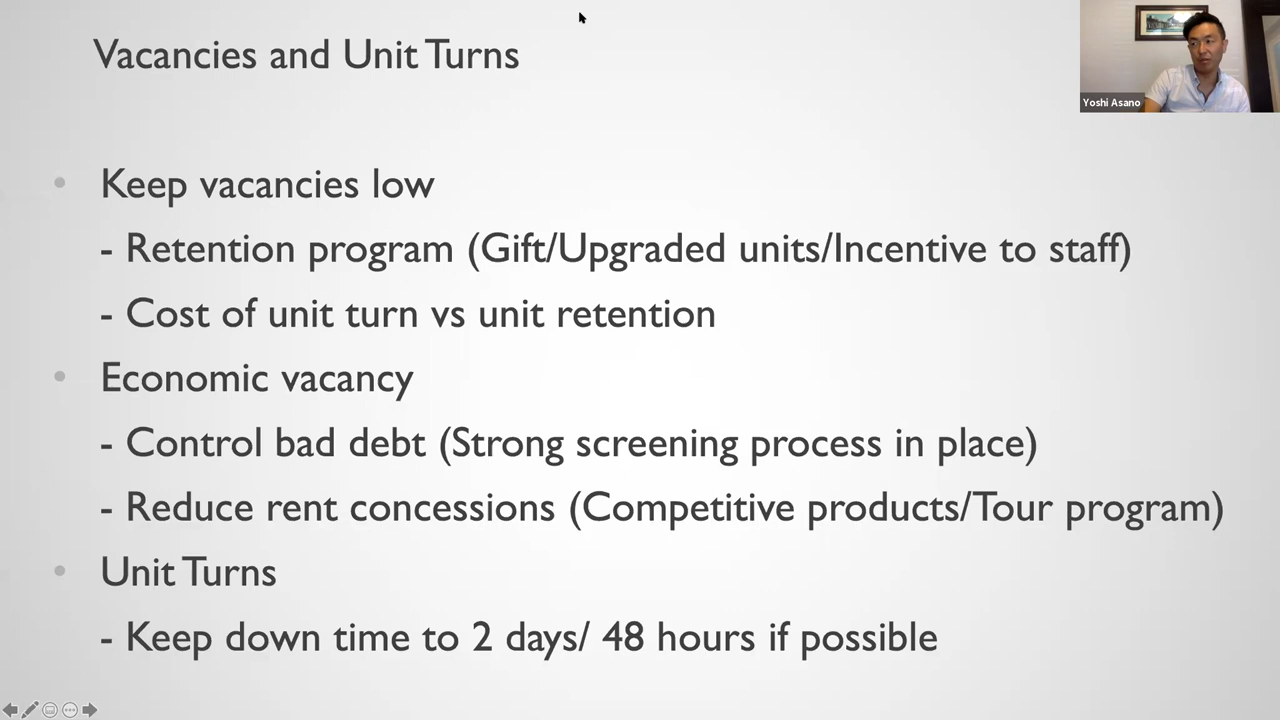 Vacancies and Unit Turns
Yoshi Asano
• Keep vacancies low
- Retention program (Gift/Upgraded units/Incentive to staff)
- Cost of unit turn vs unit retention
• Economic vacancy
- Control bad debt (Strong screening process in place)
- Reduce rent concessions (Competitive products/Tour program)
• Unit Turns
- Keep down time to 2 days/ 48 hours if possible